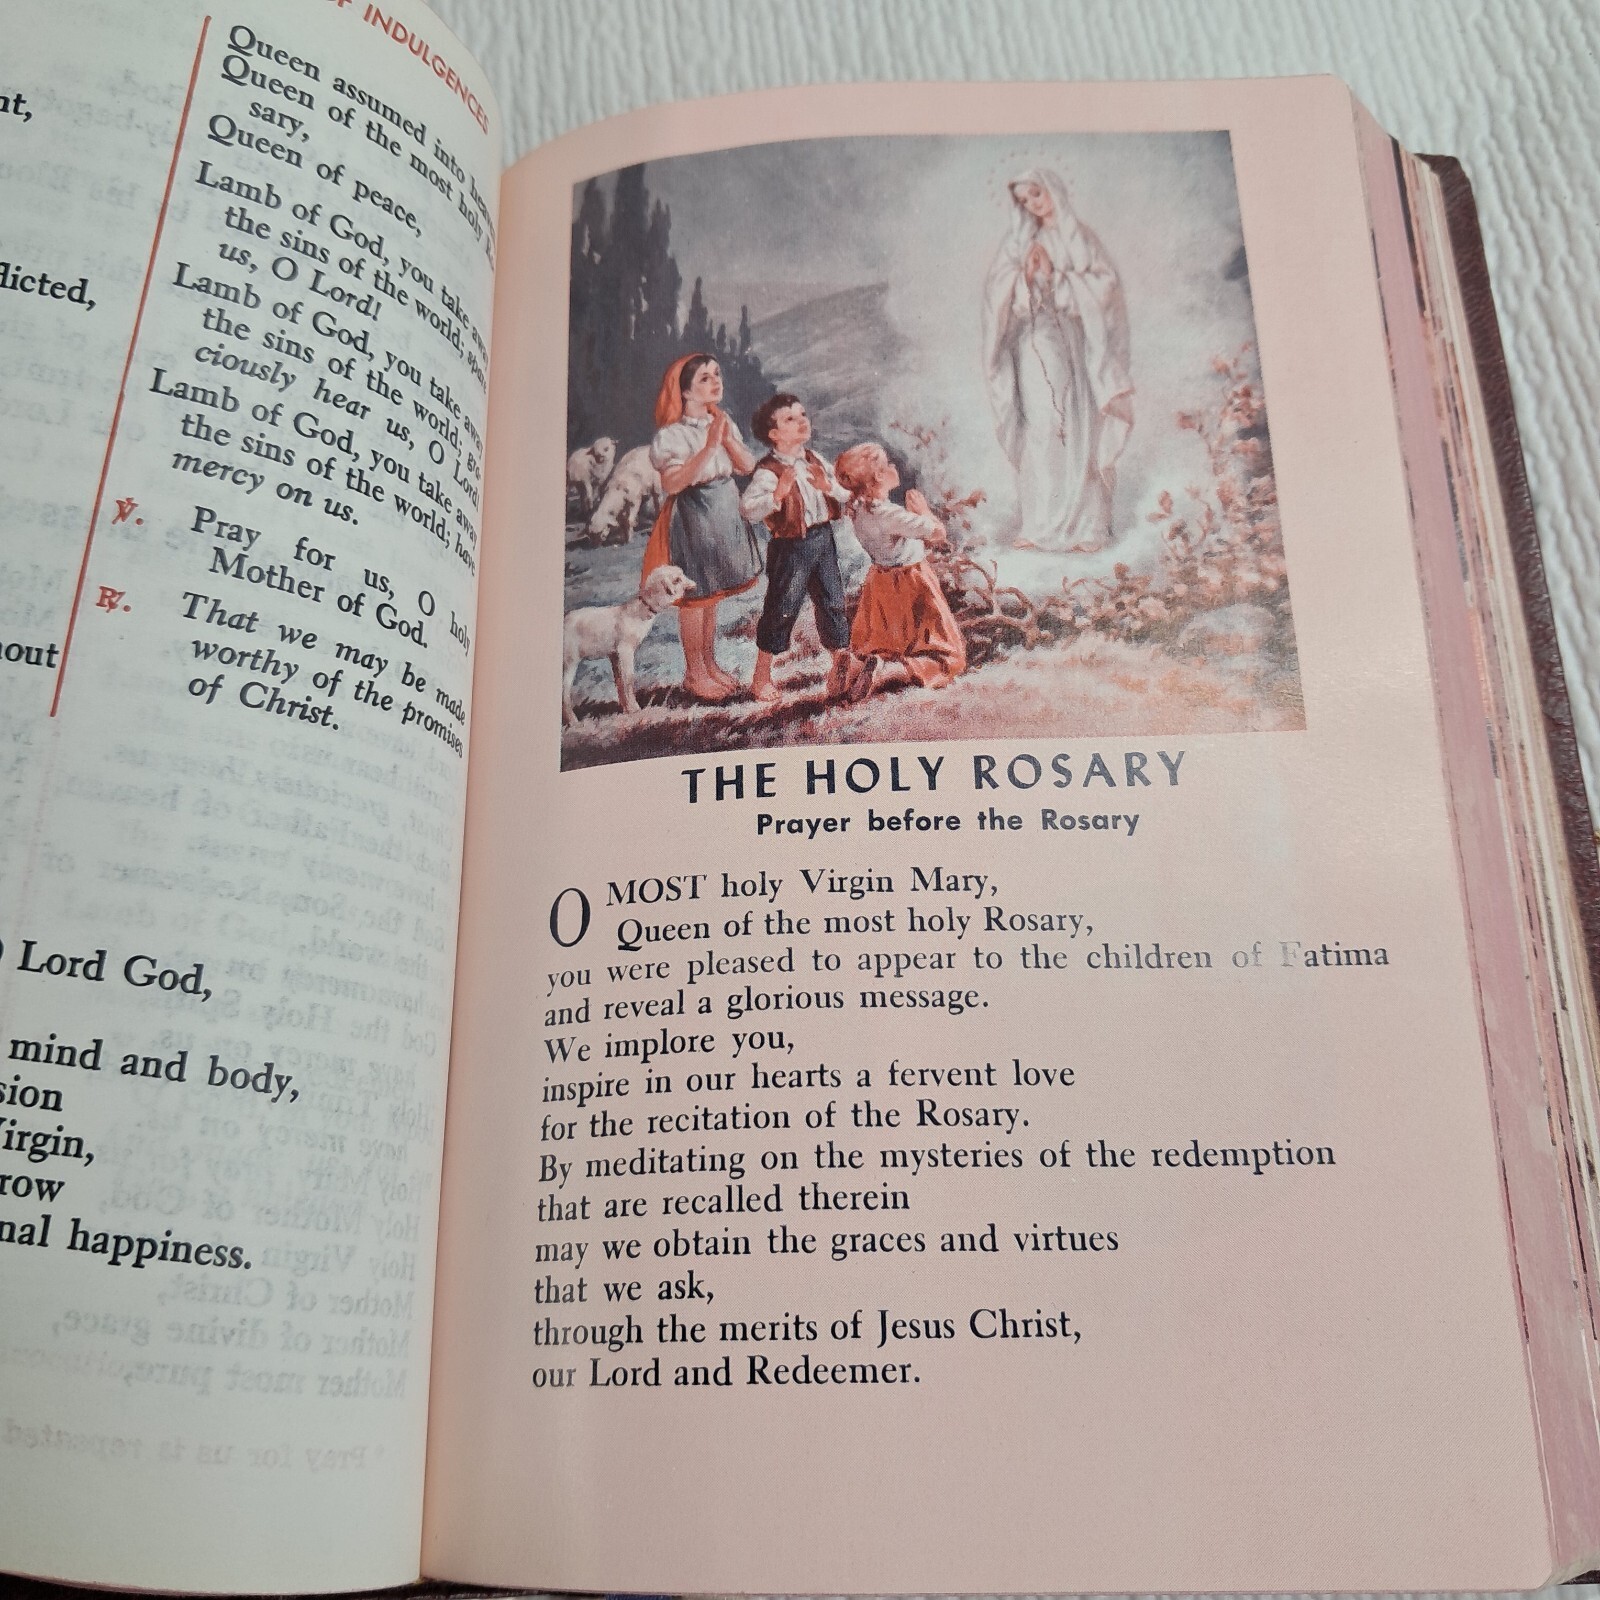 OF INDULGENCES
nt,
licted,
out
Lord God,
mind and body,
sion
irgin,
row
nal happiness.
Queen assumed into heaven,
Queen of the most holy Ro-
sary,
Queen of peace,
Lamb of God, you take away
the sins of the world; spare
us, O Lord!
Lamb of God, you take away
the sins of the world; gra-
ciously hear us, O Lord!
Lamb of God, you take away
the sins of the world; have
mercy on us.
℣. Pray for us, O holy
Mother of God.
℟. That we may be made
worthy of the promises
of Christ.
THE HOLY ROSARY
Prayer before the Rosary
O MOST holy Virgin Mary,
Queen of the most holy Rosary,
you were pleased to appear to the children of Fatima
and reveal a glorious message.
We implore you,
inspire in our hearts a fervent love
for the recitation of the Rosary.
By meditating on the mysteries of the redemption
that are recalled therein
may we obtain the graces and virtues
that we ask,
through the merits of Jesus Christ,
our Lord and Redeemer.